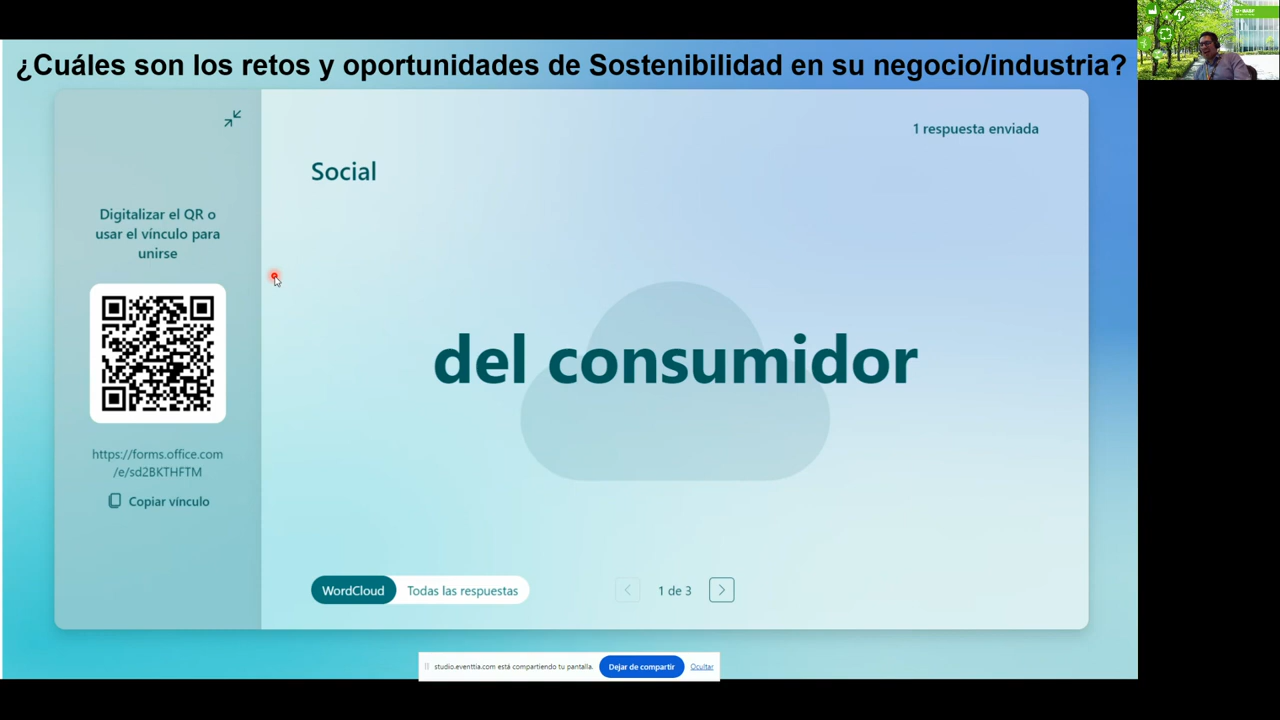 ¿Cuáles son los retos y oportunidades de Sostenibilidad en su negocio/industria?
1 respuesta enviada
Social
Digitalizar el QR o
usar el vínculo para
unirse
del consumidor
https://forms.office.com
/e/sd2BKTHFTM
Copiar vínculo
WordCloud
Todas las respuestas
1 de 3
studio.eventtia.com está compartiendo tu pantalla.
Dejar de compartir
Ocultar
BASF